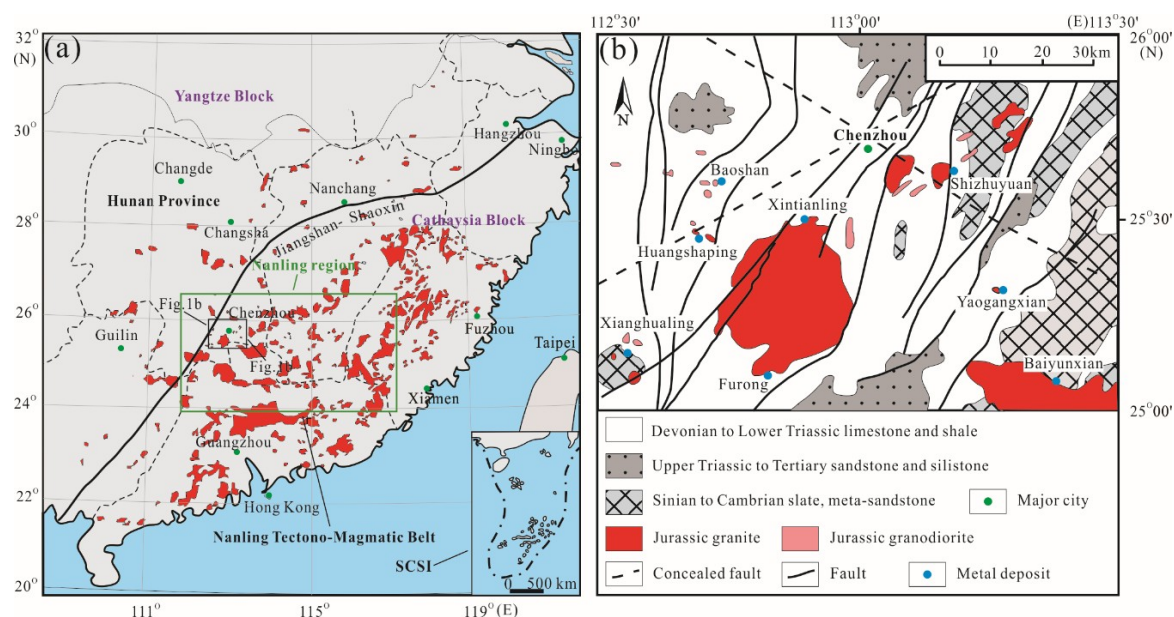 (a)
32°
(N)
30°
28°
26°
24°
22°
20°
111°
115°
119°(E)
Yangtze Block
Hangzhou
Ningbo
Changde
Hunan Province
Nanchang
Changsha
Jiangshan-Shaoxin
Cathaysia Block
Nanling region
Fig.1b
Chenzhou
Guilin
Fig.1b
Fuzhou
Taipei
Xiamen
Guangzhou
Hong Kong
Nanling Tectono-Magmatic Belt
SCSI
0 500 km
(b)
112°30'
113°00'
(E)113°30'
26°00'
(N)
25°30'
25°00'
0 10 20 30km
N
Chenzhou
Baoshan
Shizhuyuan
Xintianling
Huangshaping
Yaogangxian
Xianghualing
Furong
Baiyunxian
Devonian to Lower Triassic limestone and shale
Upper Triassic to Tertiary sandstone and silistone
Sinian to Cambrian slate, meta-sandstone
Major city
Jurassic granite
Jurassic granodiorite
Concealed fault
Fault
Metal deposit